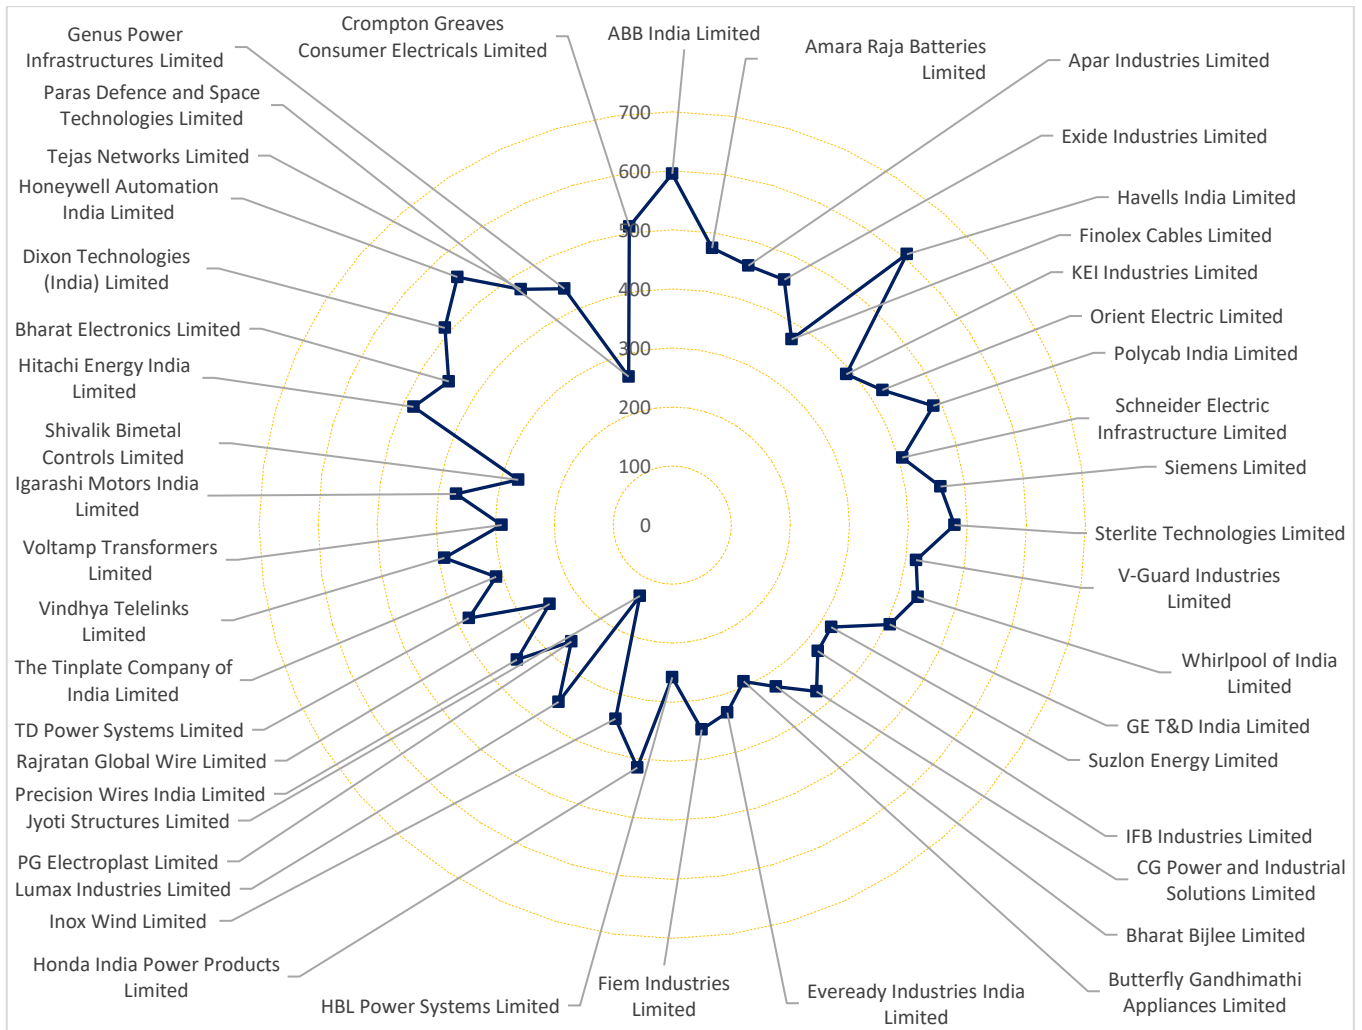 Crompton Greaves
Consumer Electricals Limited
ABB India Limited
Amara Raja Batteries
Limited
Apar Industries Limited
Exide Industries Limited
Havells India Limited
Finolex Cables Limited
KEI Industries Limited
Orient Electric Limited
Polycab India Limited
Schneider Electric
Infrastructure Limited
Siemens Limited
Sterlite Technologies Limited
V-Guard Industries
Limited
Whirlpool of India
Limited
GE T&D India Limited
Suzlon Energy Limited
IFB Industries Limited
CG Power and Industrial
Solutions Limited
Bharat Bijlee Limited
Butterfly Gandhimathi
Appliances Limited
Eveready Industries India
Limited
Fiem Industries
Limited
HBL Power Systems Limited
Honda India Power Products
Limited
Inox Wind Limited
Lumax Industries Limited
PG Electroplast Limited
Jyoti Structures Limited
Precision Wires India Limited
Rajratan Global Wire Limited
TD Power Systems Limited
The Tinplate Company of
India Limited
Vindhya Telelinks
Limited
Voltamp Transformers
Limited
Igarashi Motors India
Limited
Shivalik Bimetal
Controls Limited
Hitachi Energy India
Limited
Bharat Electronics Limited
Dixon Technologies
(India) Limited
Honeywell Automation
India Limited
Tejas Networks Limited
Paras Defence and Space
Technologies Limited
Genus Power
Infrastructures Limited
700
600
500
400
300
200
100
0